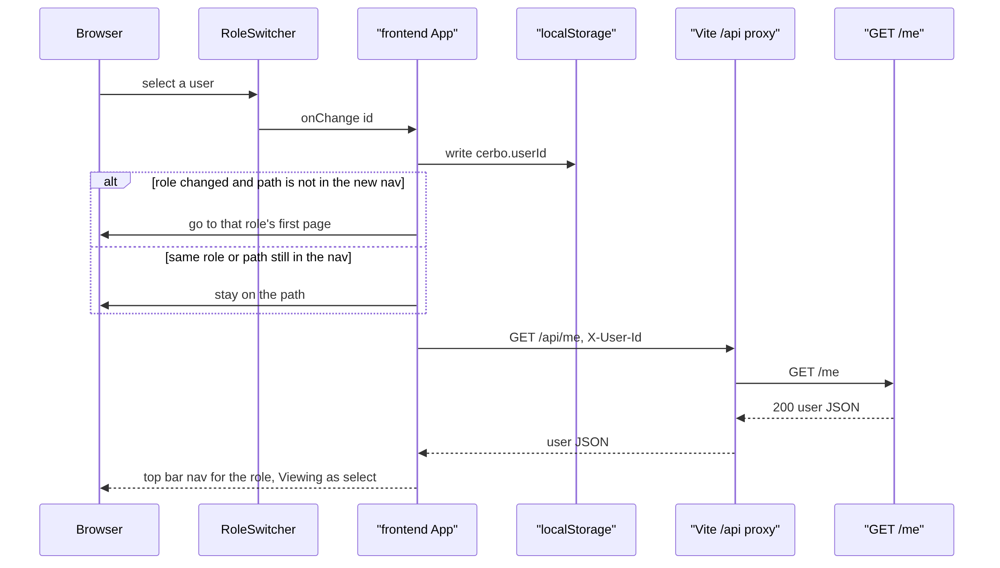 Browser
RoleSwitcher
"frontend App"
"localStorage"
"Vite /api proxy"
"GET /me"
select a user
onChange id
write cerbo.userId
alt
[role changed and path is not in the new nav]
go to that role's first page
[same role or path still in the nav]
stay on the path
GET /api/me, X-User-Id
GET /me
200 user JSON
user JSON
top bar nav for the role, Viewing as select
Browser
RoleSwitcher
"frontend App"
"localStorage"
"Vite /api proxy"
"GET /me"